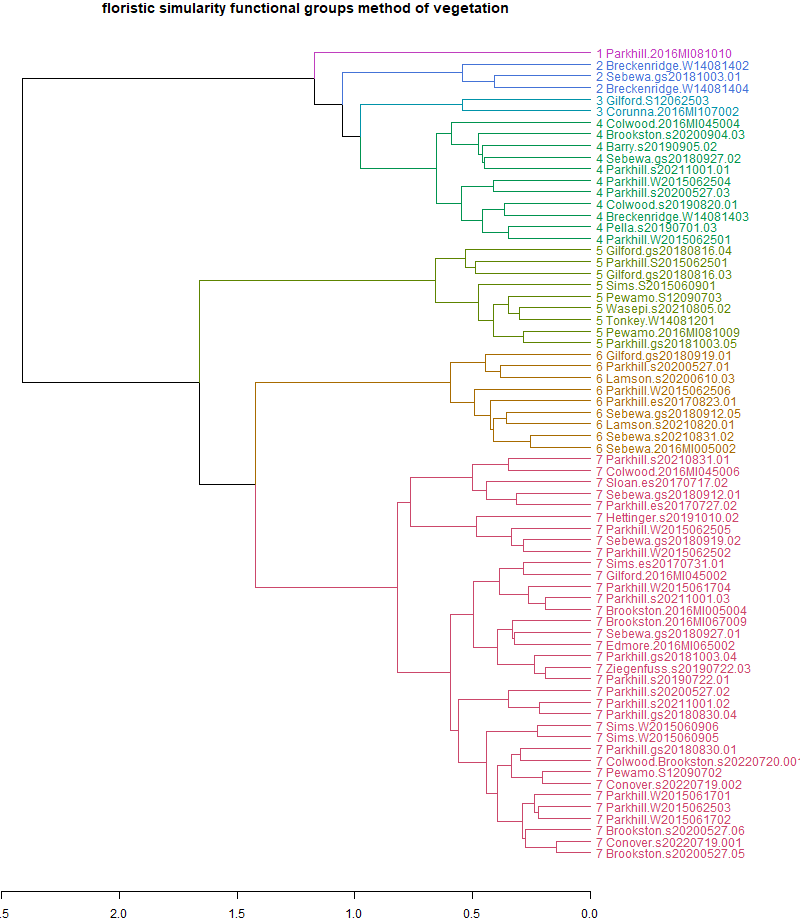 floristic simularity functional groups method of vegetation
1 Parkhill.2016MI081010
2 Breckenridge.W14081402
2 Sebewa.gs20181003.01
2 Breckenridge.W14081404
3 Gilford.S12062503
3 Corunna.2016MI107002
4 Colwood.2016MI045004
4 Brookston.s20200904.03
4 Barry.s20190905.02
4 Sebewa.gs20180927.02
4 Parkhill.s20211001.01
4 Parkhill.W2015062504
4 Parkhill.s20200527.03
4 Colwood.s20190820.01
4 Breckenridge.W14081403
4 Pella.s20190701.03
4 Parkhill.W2015062501
5 Gilford.gs20180816.04
5 Parkhill.S2015062501
5 Gilford.gs20180816.03
5 Sims.S2015060901
5 Pewamo.S12090703
5 Wasepi.s20210805.02
5 Tonkey.W14081201
5 Pewamo.2016MI081009
5 Parkhill.gs20181003.05
6 Gilford.gs20180919.01
6 Parkhill.s20200527.01
6 Lamson.s20200610.03
6 Parkhill.W2015062506
6 Parkhill.es20170823.01
6 Sebewa.gs20180912.05
6 Lamson.s20210820.01
6 Sebewa.s20210831.02
6 Sebewa.2016MI005002
7 Parkhill.s20210831.01
7 Colwood.2016MI045006
7 Sloan.es20170717.02
7 Sebewa.gs20180912.01
7 Parkhill.es20170727.02
7 Hettinger.s20191010.02
7 Parkhill.W2015062505
7 Sebewa.gs20180919.02
7 Parkhill.W2015062502
7 Sims.es20170731.01
7 Gilford.2016MI045002
7 Parkhill.W2015061704
7 Parkhill.s20211001.03
7 Brookston.2016MI005004
7 Brookston.2016MI067009
7 Sebewa.gs20180927.01
7 Edmore.2016MI065002
7 Parkhill.gs20181003.04
7 Ziegenfuss.s20190722.03
7 Parkhill.s20190722.01
7 Parkhill.s20200527.02
7 Parkhill.s20211001.02
7 Parkhill.gs20180830.04
7 Sims.W2015060906
7 Sims.W2015060905
7 Parkhill.gs20180830.01
7 Colwood.Brookston.s20220720.001
7 Pewamo.S12090702
7 Conover.s20220719.002
7 Parkhill.W2015061701
7 Parkhill.W2015062503
7 Parkhill.W2015061702
7 Brookston.s20200527.06
7 Conover.s20220719.001
7 Brookston.s20200527.05
.5 2.0 1.5 1.0 0.5 0.0